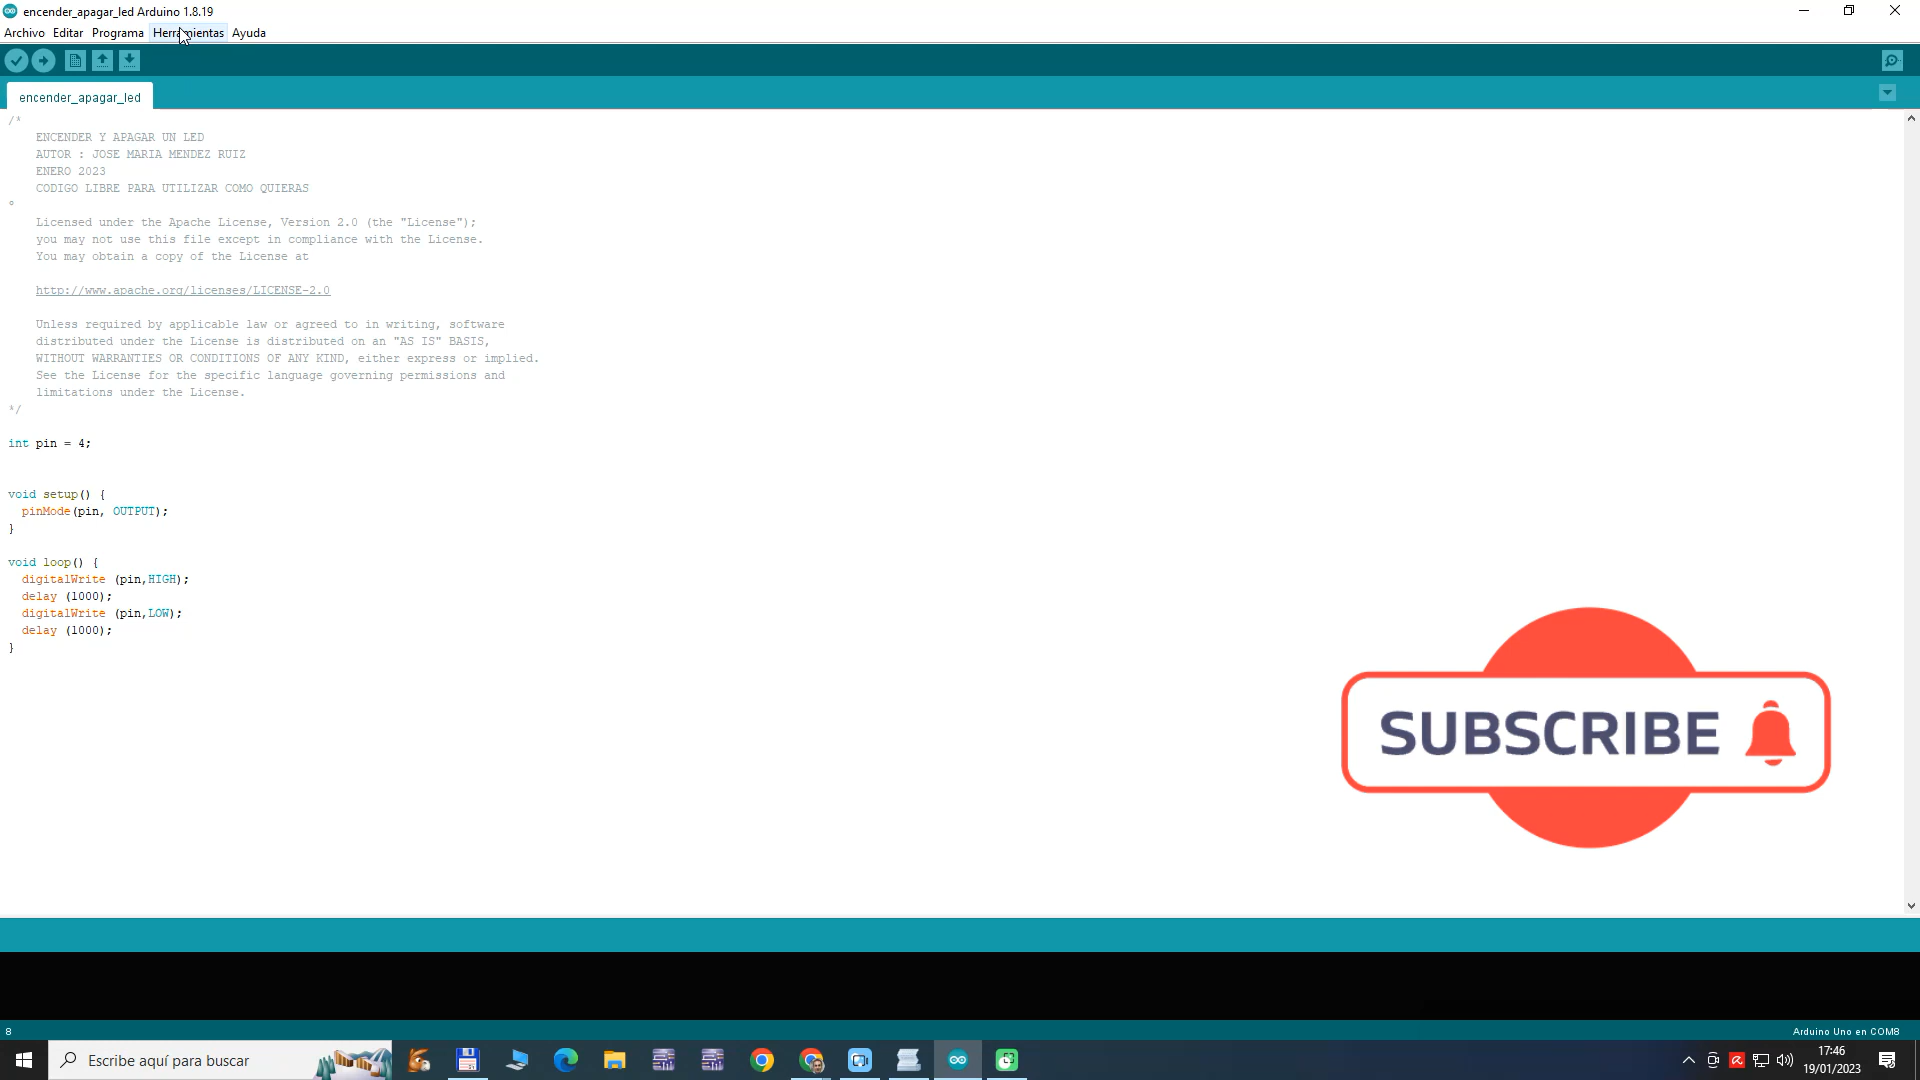 encender_apagar_led Arduino 1.8.19
Archivo Editar Programa Herramientas Ayuda
encender_apagar_led
/*
ENCENDER Y APAGAR UN LED
AUTOR : JOSE MARIA MENDEZ RUIZ
ENERO 2023
CODIGO LIBRE PARA UTILIZAR COMO QUIERAS
°
Licensed under the Apache License, Version 2.0 (the "License");
you may not use this file except in compliance with the License.
You may obtain a copy of the License at
http://www.apache.org/licenses/LICENSE-2.0
Unless required by applicable law or agreed to in writing, software
distributed under the License is distributed on an "AS IS" BASIS,
WITHOUT WARRANTIES OR CONDITIONS OF ANY KIND, either express or implied.
See the License for the specific language governing permissions and
limitations under the License.
*/
int pin = 4;
void setup() {
pinMode(pin, OUTPUT);
}
void loop() {
digitalWrite (pin,HIGH);
delay (1000);
digitalWrite (pin,LOW);
delay (1000);
}
SUBSCRIBE
8
Arduino Uno en COM8
Escribe aquí para buscar
17:46
19/01/2023